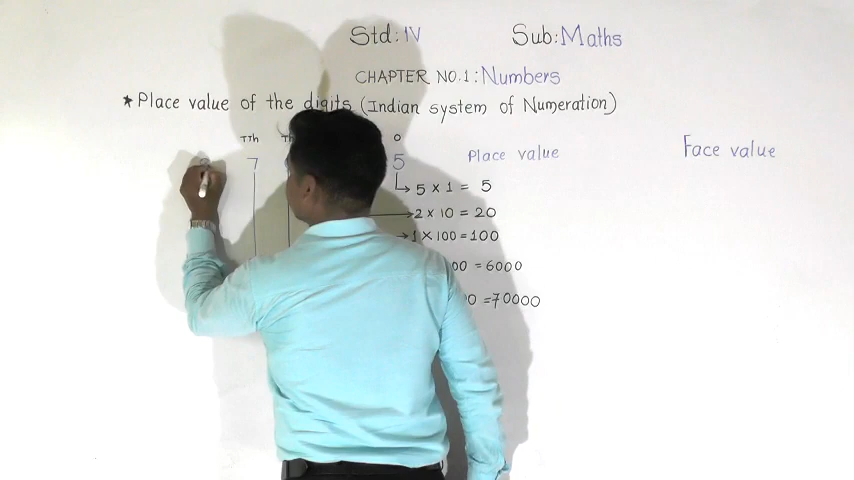 Std: IV Sub: Maths
CHAPTER NO.1: Numbers
★ Place value of the digits (Indian system of Numeration)
TTh Th O
7 5 Place value Face value
5 × 1 = 5
2 × 10 = 20
1 × 100 = 100
00 = 6000
0 = 70000